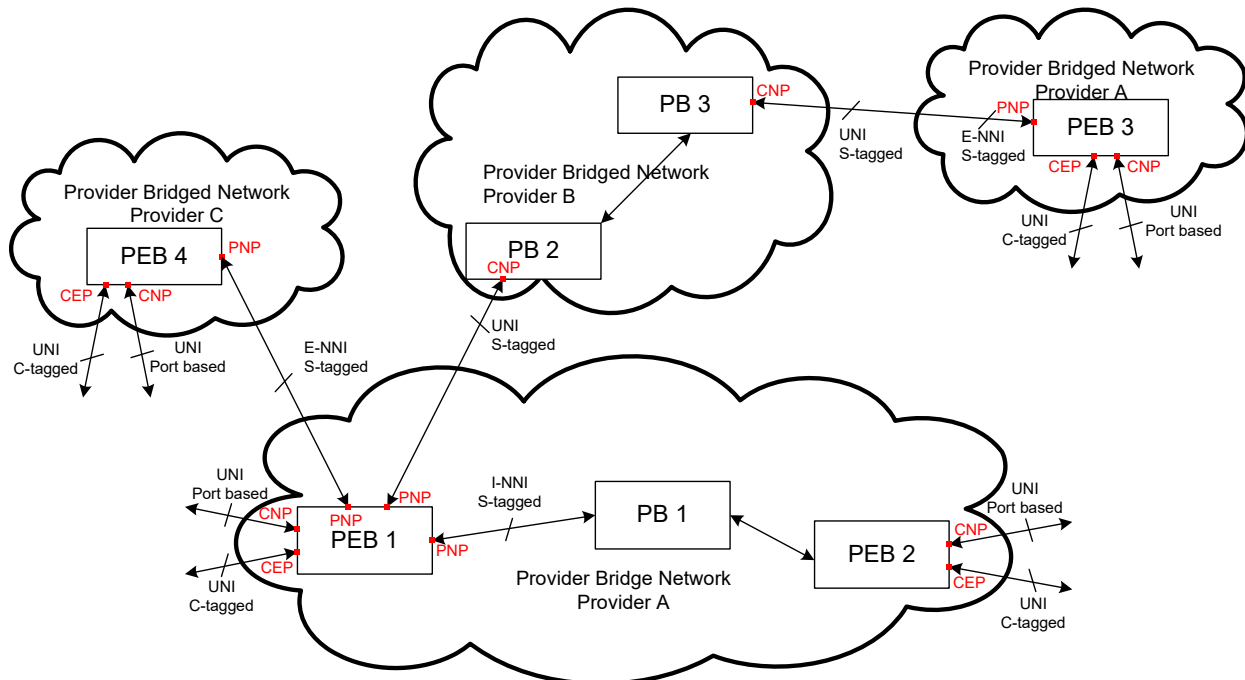 Provider Bridged Network
Provider A
PNP
PEB 3
E-NNI
S-tagged
CEP
CNP
UNI
C-tagged
UNI
Port based
PB 3
CNP
UNI
S-tagged
Provider Bridged Network
Provider B
PB 2
CNP
UNI
S-tagged
Provider Bridged Network
Provider C
PEB 4
PNP
CEP
CNP
UNI
C-tagged
UNI
Port based
E-NNI
S-tagged
UNI
Port based
CNP
PNP
PNP
PEB 1
CEP
PNP
UNI
C-tagged
I-NNI
S-tagged
PB 1
Provider Bridge Network
Provider A
PEB 2
CNP
CEP
UNI
Port based
UNI
C-tagged